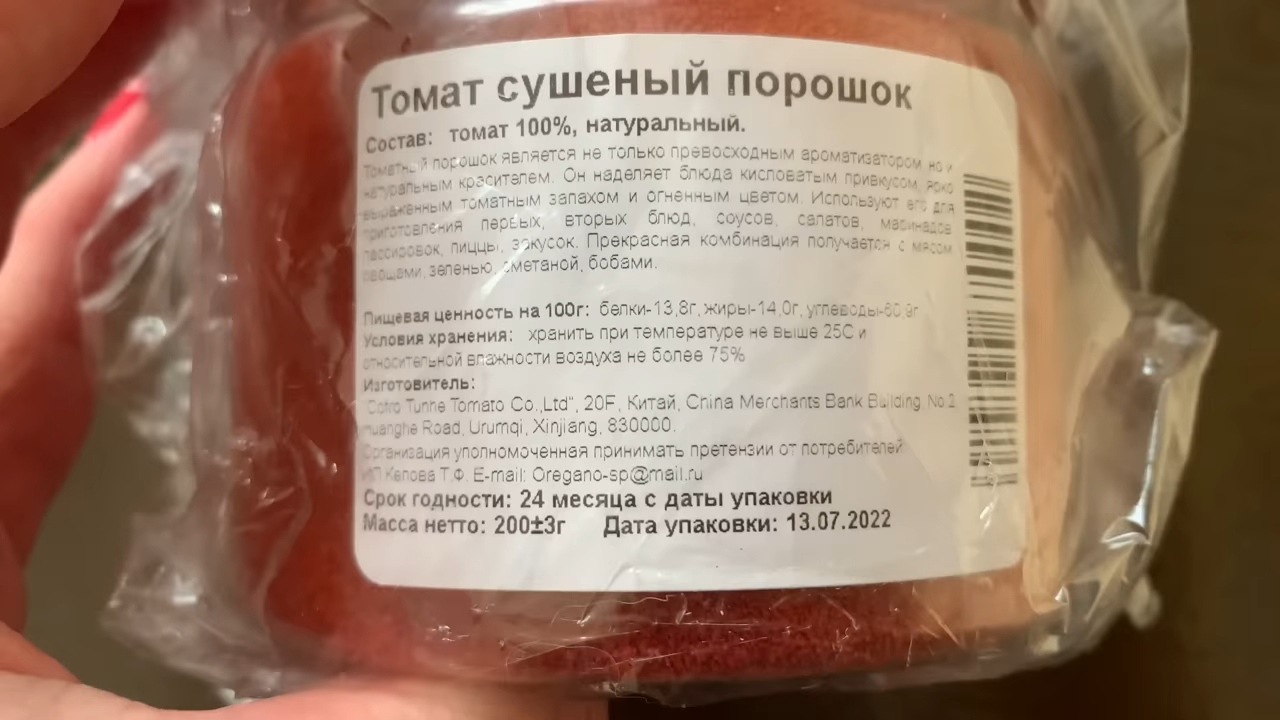 Томат сушеный порошок
Состав: томат 100%, натуральный.
Томатный порошок является не только превосходным ароматизатором но и
натуральным красителем. Он наделяет блюда кисловатым привкусом, ярко
выраженным томатным запахом и огненным цветом. Используют его для
приготовления первых, вторых блюд, соусов, салатов, маринадов,
пассировок, пиццы, закусок. Прекрасная комбинация получается с мясом,
овощами, зеленью, сметаной, бобами.
Пищевая ценность на 100г: белки-13,8г, жиры-14,0г, углеводы-60,9г
Условия хранения: хранить при температуре не выше 25С и
относительной влажности воздуха не более 75%
Изготовитель:
Tunhe Tomato Co.,Ltd", 20F, Китай, China Merchants Bank Building, No.2
Huanghe Road, Urumqi, Xinjiang, 830000.
Организация уполномоченная принимать претензии от потребителей
ИП Т.Ф. E-mail: Oregano-sp@mail.ru
Срок годности: 24 месяца с даты упаковки
Масса нетто: 200±3г Дата упаковки: 13.07.2022